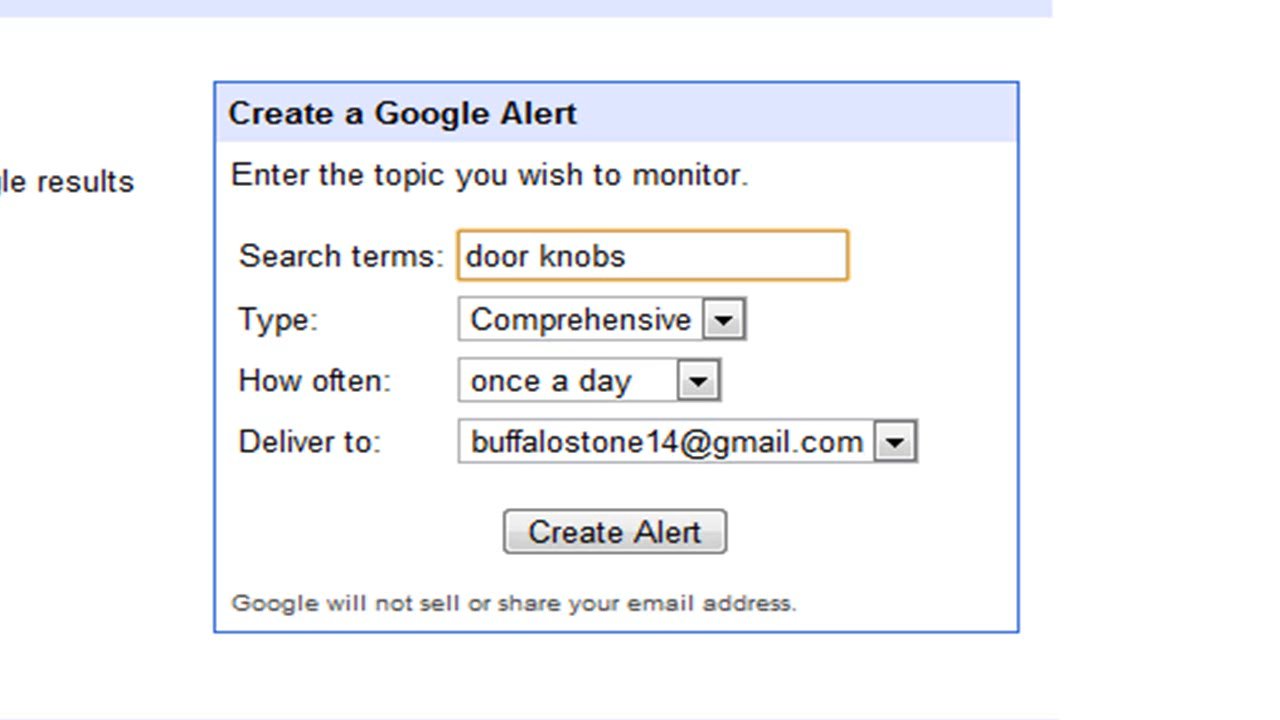 Create a Google Alert
Enter the topic you wish to monitor.
le results
Search terms: door knobs
Type: Comprehensive
How often: once a day
Deliver to: buffalostone14@gmail.com
Create Alert
Google will not sell or share your email address.